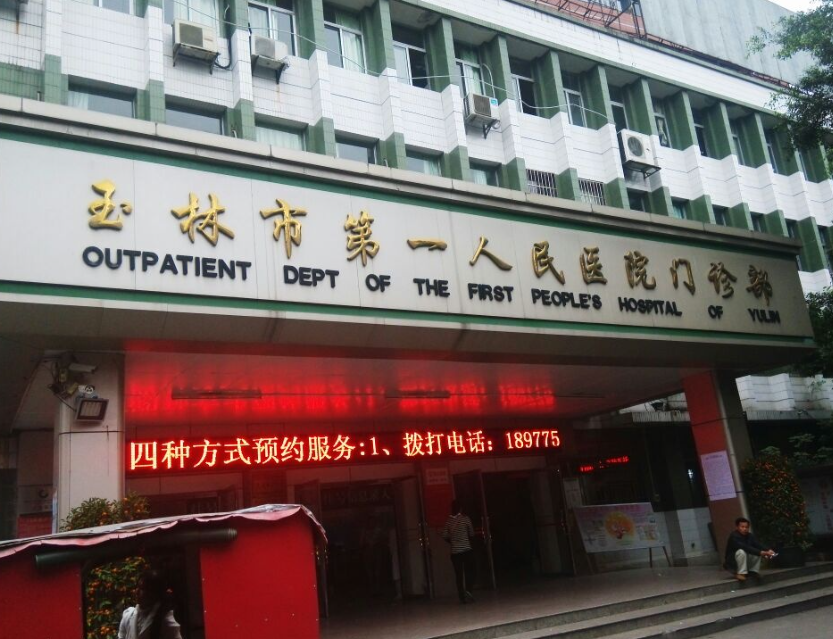 玉林市第一人民医院门诊部
OUTPATIENT DEPT OF THE FIRST PEOPLE'S HOSPITAL OF YULIN
四种方式预约服务:1、拨打电话: 189775